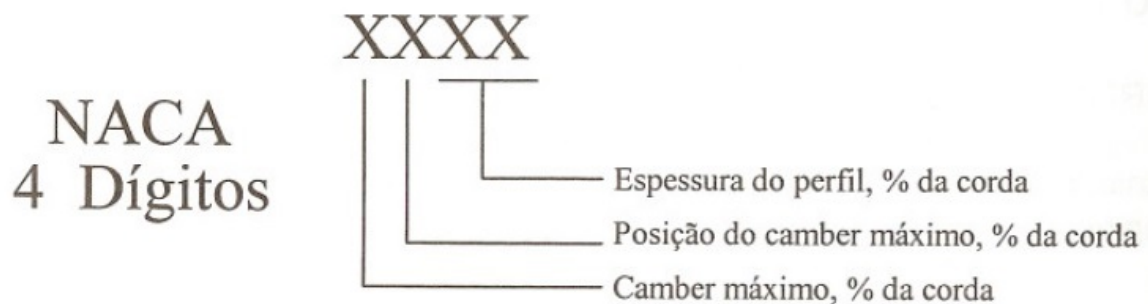 XXXX
NACA
4 Dígitos
Espessura do perfil, % da corda
Posição do camber máximo, % da corda
Camber máximo, % da corda